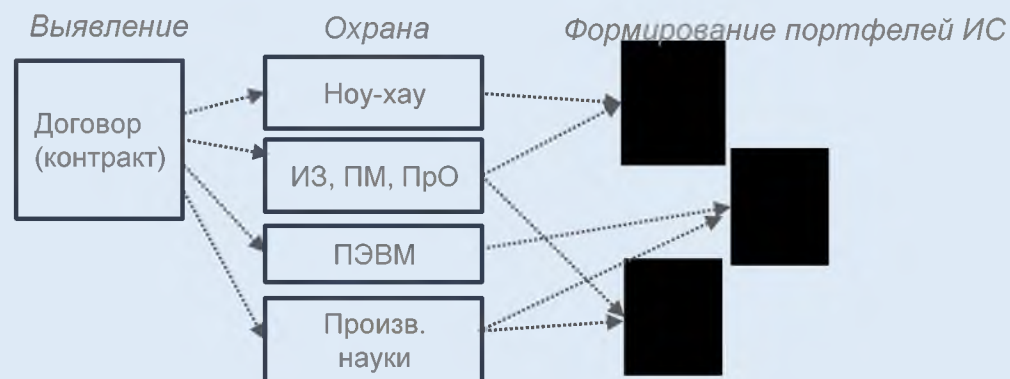 Выявление
Охрана
Формирование портфелей ИС
Договор
(контракт)
Ноу-хау
ИЗ, ПМ, ПрО
ПЭВМ
Произв.
науки